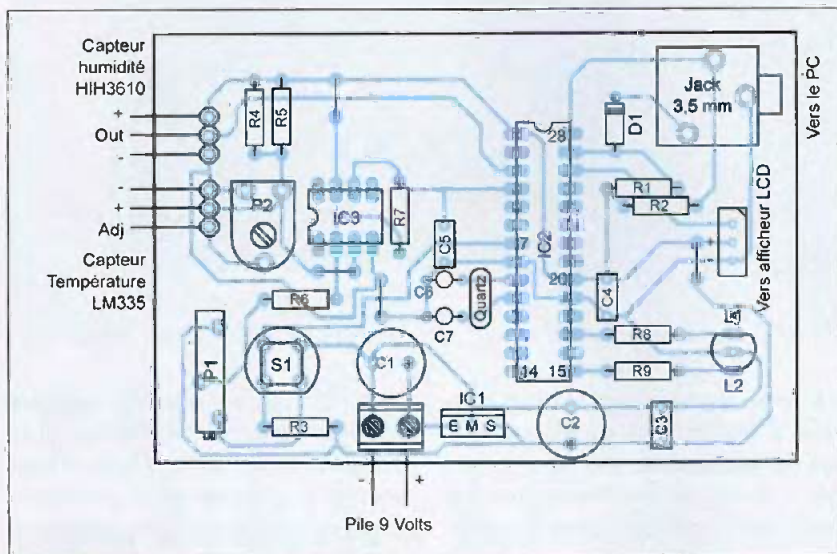 Capteur
humidité
HIH3610
+
Out
-
-
+
Adj
Capteur
Température
LM335
R4
R5
P2
IC3
R7
C5
C6
C7
Quartz
R6
P1
S1
R3
C1
IC1
E M S
C2
C3
IC2
28
7
20
14
15
D1
Jack
3,5 mm
Vers le PC
R1
R2
+
-
Vers afficheur LCD
C4
R8
R9
L2
-
+
Pile 9 Volts